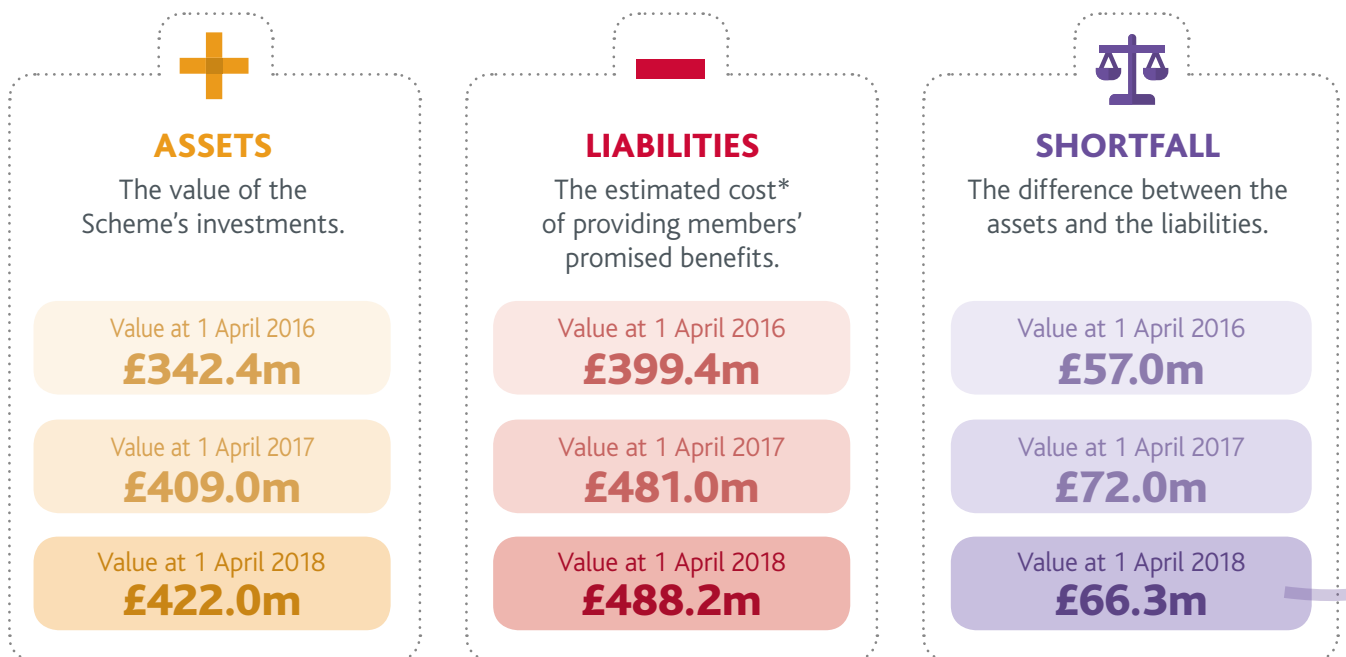 ASSETS
The value of the
Scheme's investments.
Value at 1 April 2016
£342.4m
Value at 1 April 2017
£409.0m
Value at 1 April 2018
£422.0m
LIABILITIES
The estimated cost*
of providing members'
promised benefits.
Value at 1 April 2016
£399.4m
Value at 1 April 2017
£481.0m
Value at 1 April 2018
£488.2m
SHORTFALL
The difference between the
assets and the liabilities.
Value at 1 April 2016
£57.0m
Value at 1 April 2017
£72.0m
Value at 1 April 2018
£66.3m